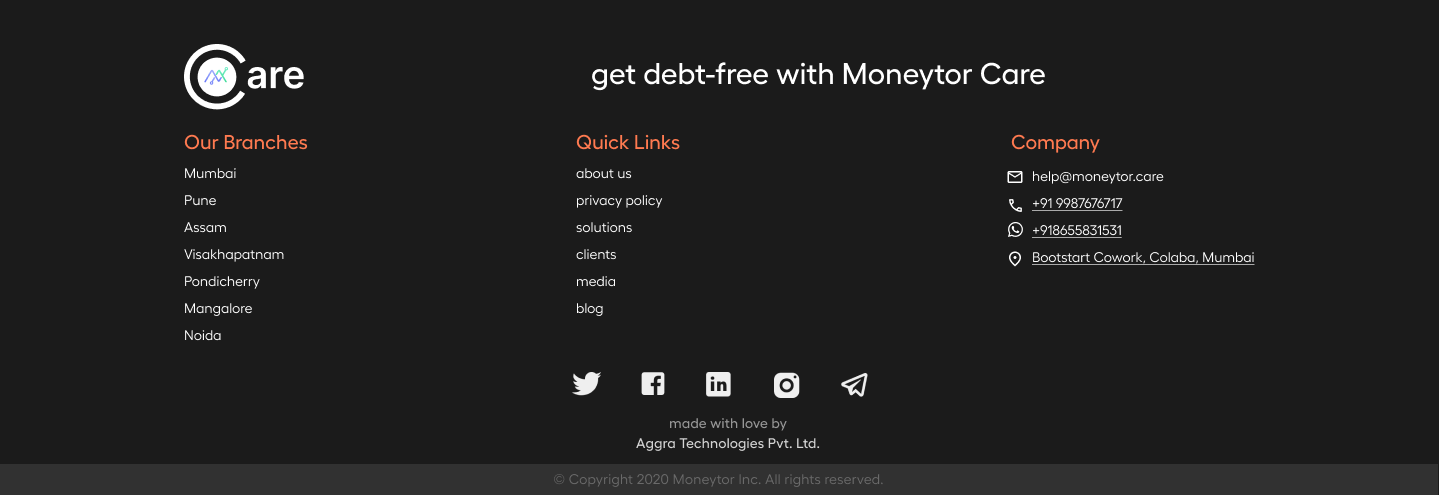 Care
get debt-free with Moneytor Care
Our Branches
Mumbai
Pune
Assam
Visakhapatnam
Pondicherry
Mangalore
Noida
Quick Links
about us
privacy policy
solutions
clients
media
blog
Company
help@moneytor.care
+91 9987676717
+918655831531
Bootstart Cowork, Colaba, Mumbai
made with love by
Aggra Technologies Pvt. Ltd.
© Copyright 2020 Moneytor Inc. All rights reserved.